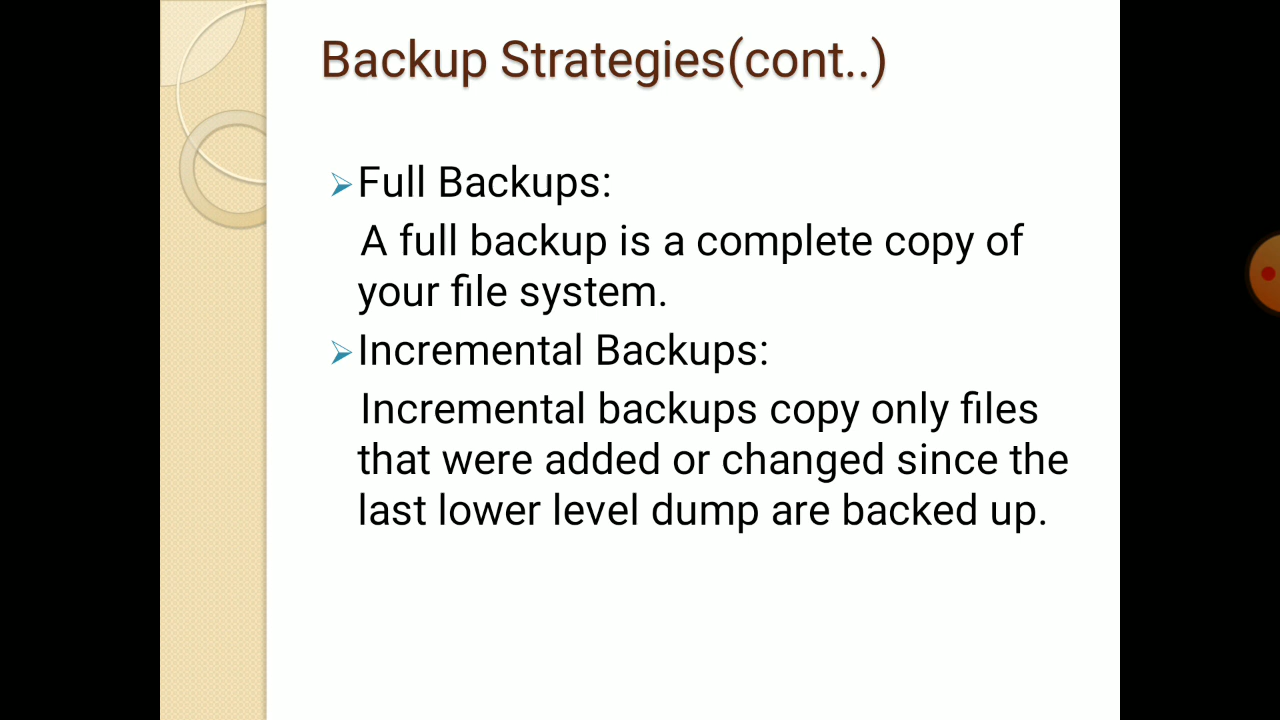 Backup Strategies(cont..)
Full Backups:
A full backup is a complete copy of
your file system.
Incremental Backups:
Incremental backups copy only files
that were added or changed since the
last lower level dump are backed up.